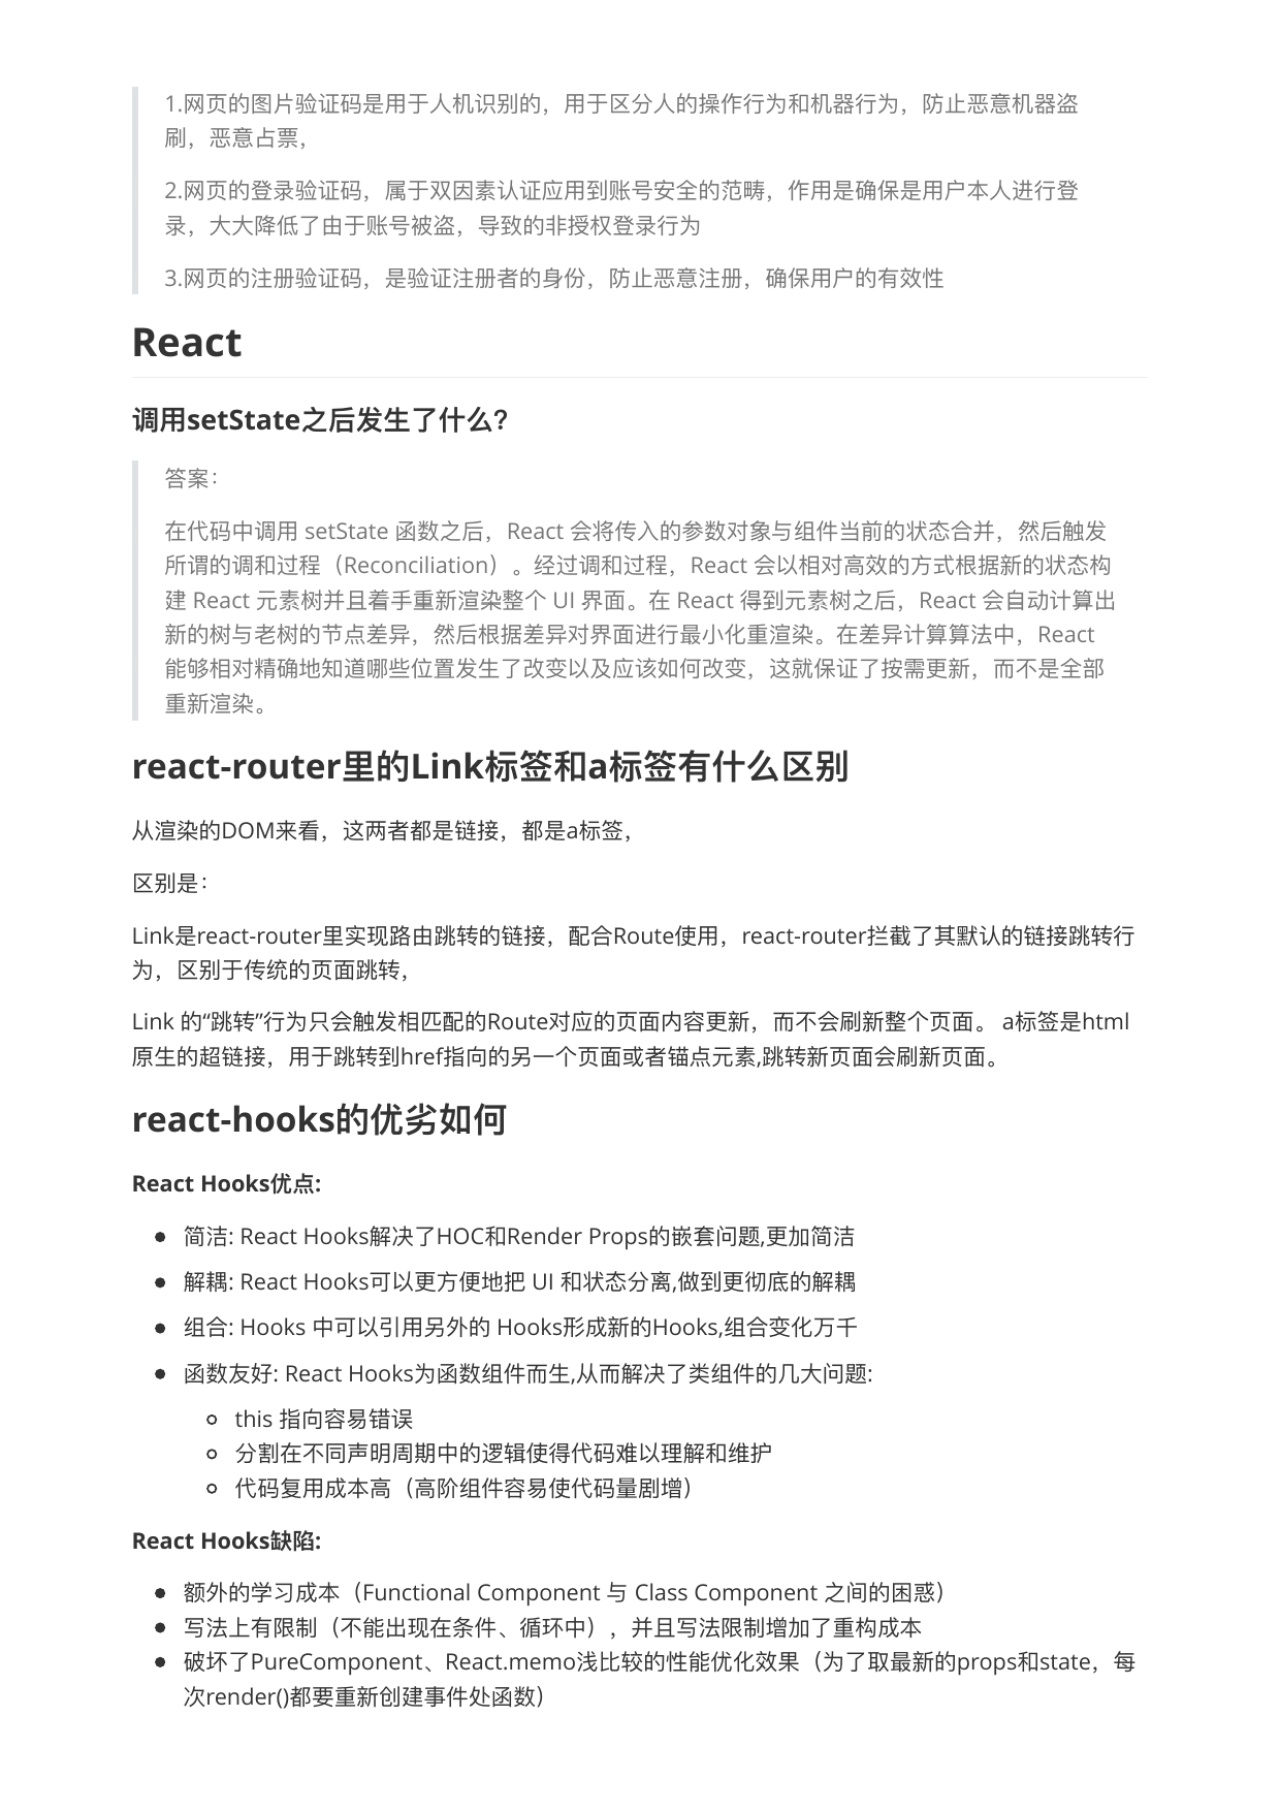 1.网页的图片验证码是用于人机识别的，用于区分人的操作行为和机器行为，防止恶意机器盗
刷，恶意占票，
2.网页的登录验证码，属于双因素认证应用到账号安全的范畴，作用是确保是用户本人进行登
录，大大降低了由于账号被盗，导致的非授权登录行为
3.网页的注册验证码，是验证注册者的身份，防止恶意注册，确保用户的有效性
React
调用setState之后发生了什么？
答案：
在代码中调用 setState 函数之后，React 会将传入的参数对象与组件当前的状态合并，然后触发
所谓的调和过程（Reconciliation）。经过调和过程，React 会以相对高效的方式根据新的状态构
建 React 元素树并且着手重新渲染整个 UI 界面。在 React 得到元素树之后，React 会自动计算出
新的树与老树的节点差异，然后根据差异对界面进行最小化重渲染。在差异计算算法中，React
能够相对精确地知道哪些位置发生了改变以及应该如何改变，这就保证了按需更新，而不是全部
重新渲染。
react-router里的Link标签和a标签有什么区别
从渲染的DOM来看，这两者都是链接，都是a标签，
区别是：
Link是react-router里实现路由跳转的链接，配合Route使用，react-router拦截了其默认的链接跳转行
为，区别于传统的页面跳转，
Link 的“跳转”行为只会触发相匹配的Route对应的页面内容更新，而不会刷新整个页面。 a标签是html
原生的超链接，用于跳转到href指向的另一个页面或者锚点元素,跳转新页面会刷新页面。
react-hooks的优劣如何
React Hooks优点:
简洁: React Hooks解决了HOC和Render Props的嵌套问题,更加简洁
解耦: React Hooks可以更方便地把 UI 和状态分离,做到更彻底的解耦
组合: Hooks 中可以引用另外的 Hooks形成新的Hooks,组合变化万千
函数友好: React Hooks为函数组件而生,从而解决了类组件的几大问题:
this 指向容易错误
分割在不同声明周期中的逻辑使得代码难以理解和维护
代码复用成本高（高阶组件容易使代码量剧增）
React Hooks缺陷:
额外的学习成本（Functional Component 与 Class Component 之间的困惑）
写法上有限制（不能出现在条件、循环中），并且写法限制增加了重构成本
破坏了PureComponent、React.memo浅比较的性能优化效果（为了取最新的props和state，每
次render()都要重新创建事件处函数）